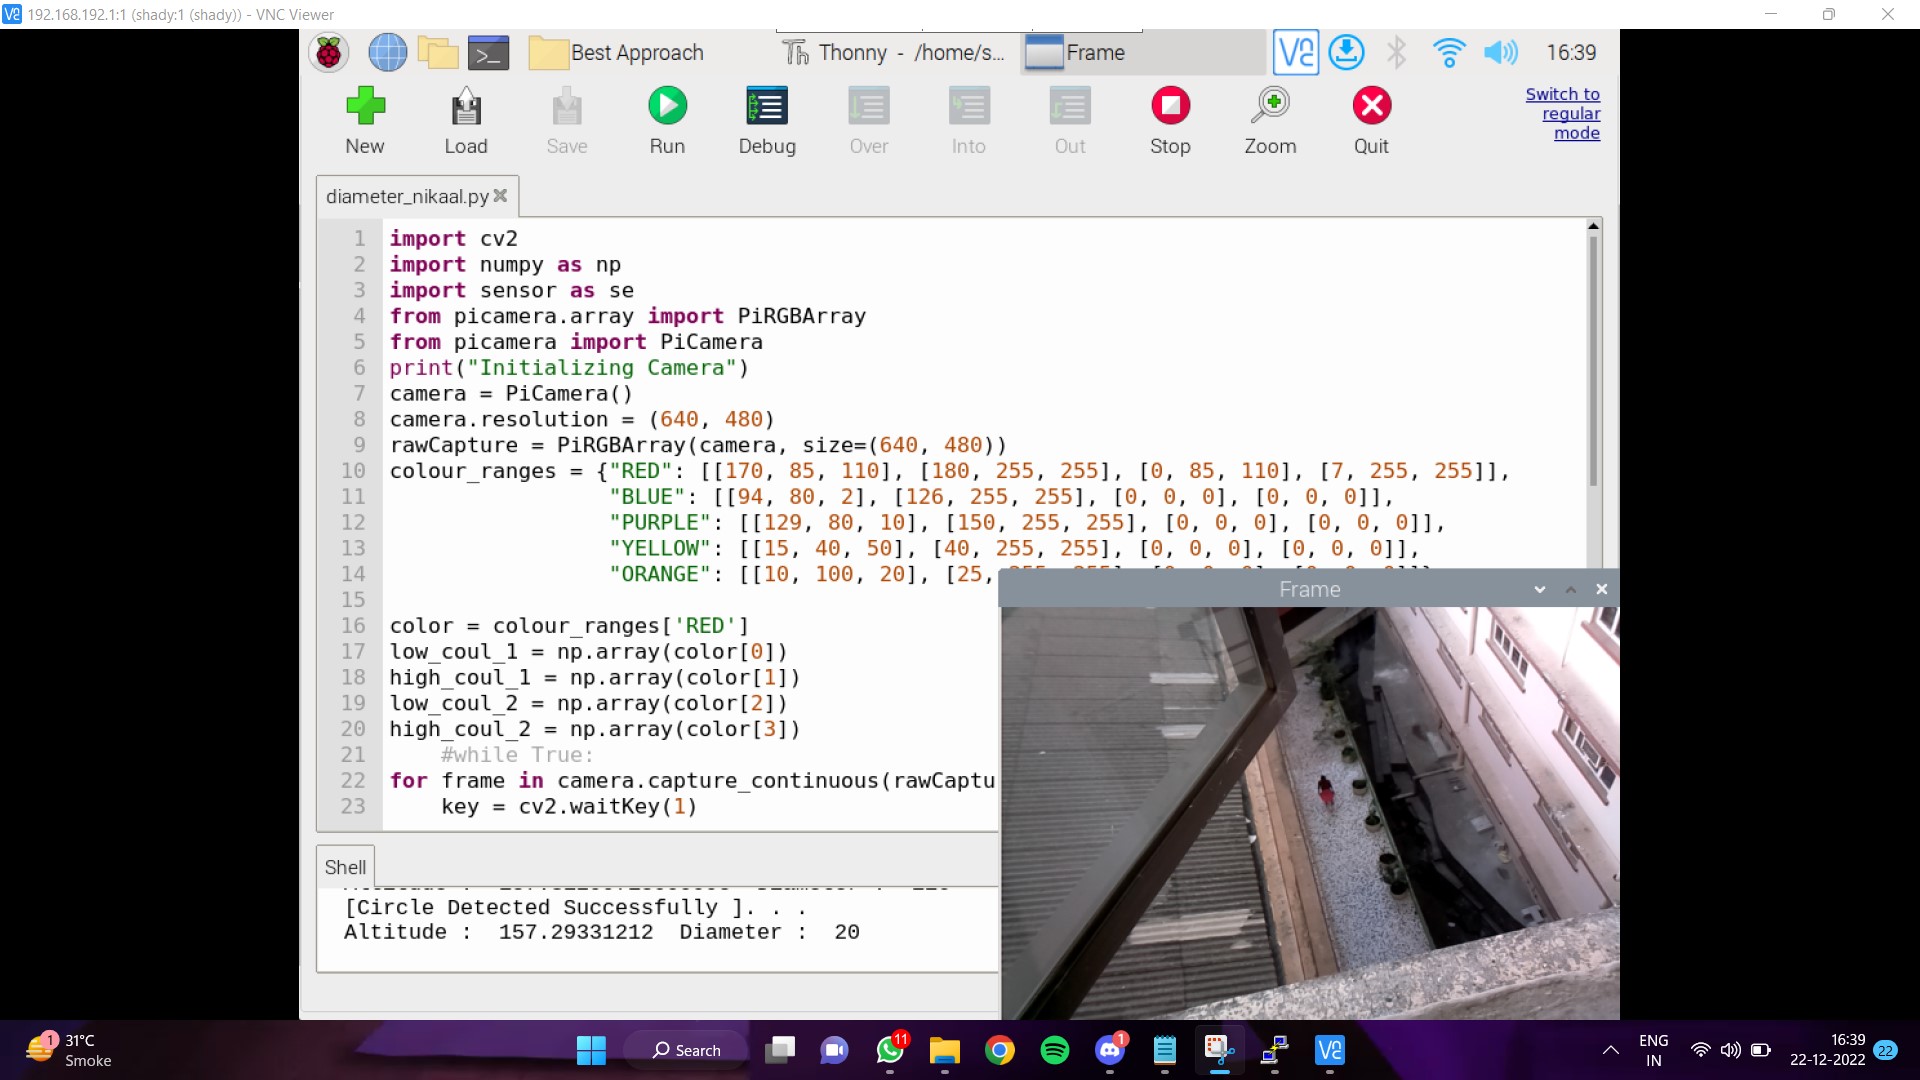 192.168.192.1:1 (shady:1 (shady)) - VNC Viewer
Best Approach
Thonny - /home/s...
Frame
16:39
New
Load
Save
Run
Debug
Over
Into
Out
Stop
Zoom
Quit
Switch to
regular
mode
diameter_nikaal.py
1 import cv2
2 import numpy as np
3 import sensor as se
4 from picamera.array import PiRGBArray
5 from picamera import PiCamera
6 print("Initializing Camera")
7 camera = PiCamera()
8 camera.resolution = (640, 480)
9 rawCapture = PiRGBArray(camera, size=(640, 480))
10 colour_ranges = {"RED": [[170, 85, 110], [180, 255, 255], [0, 85, 110], [7, 255, 255]],
11 "BLUE": [[94, 80, 2], [126, 255, 255], [0, 0, 0], [0, 0, 0]],
12 "PURPLE": [[129, 80, 10], [150, 255, 255], [0, 0, 0], [0, 0, 0]],
13 "YELLOW": [[15, 40, 50], [40, 255, 255], [0, 0, 0], [0, 0, 0]],
14 "ORANGE": [[10, 100, 20], [25,
15
16 color = colour_ranges['RED']
17 low_coul_1 = np.array(color[0])
18 high_coul_1 = np.array(color[1])
19 low_coul_2 = np.array(color[2])
20 high_coul_2 = np.array(color[3])
21 #while True:
22 for frame in camera.capture_continuous(rawCaptu
23 key = cv2.waitKey(1)
Frame
Shell
[Circle Detected Successfully ]. . .
Altitude : 157.29331212 Diameter : 20
1
31°C
Smoke
Search
11
1
ENG
IN
16:39
22-12-2022
22